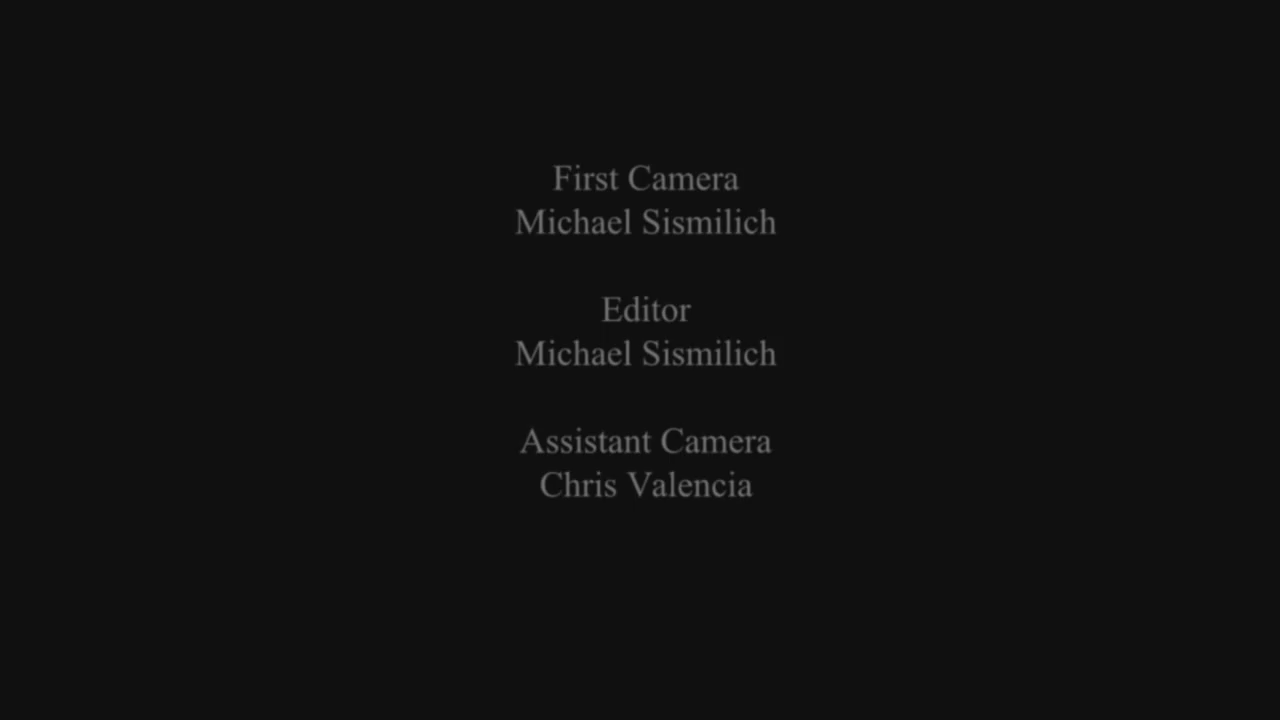 First Camera
Michael Sismilich
Editor
Michael Sismilich
Assistant Camera
Chris Valencia